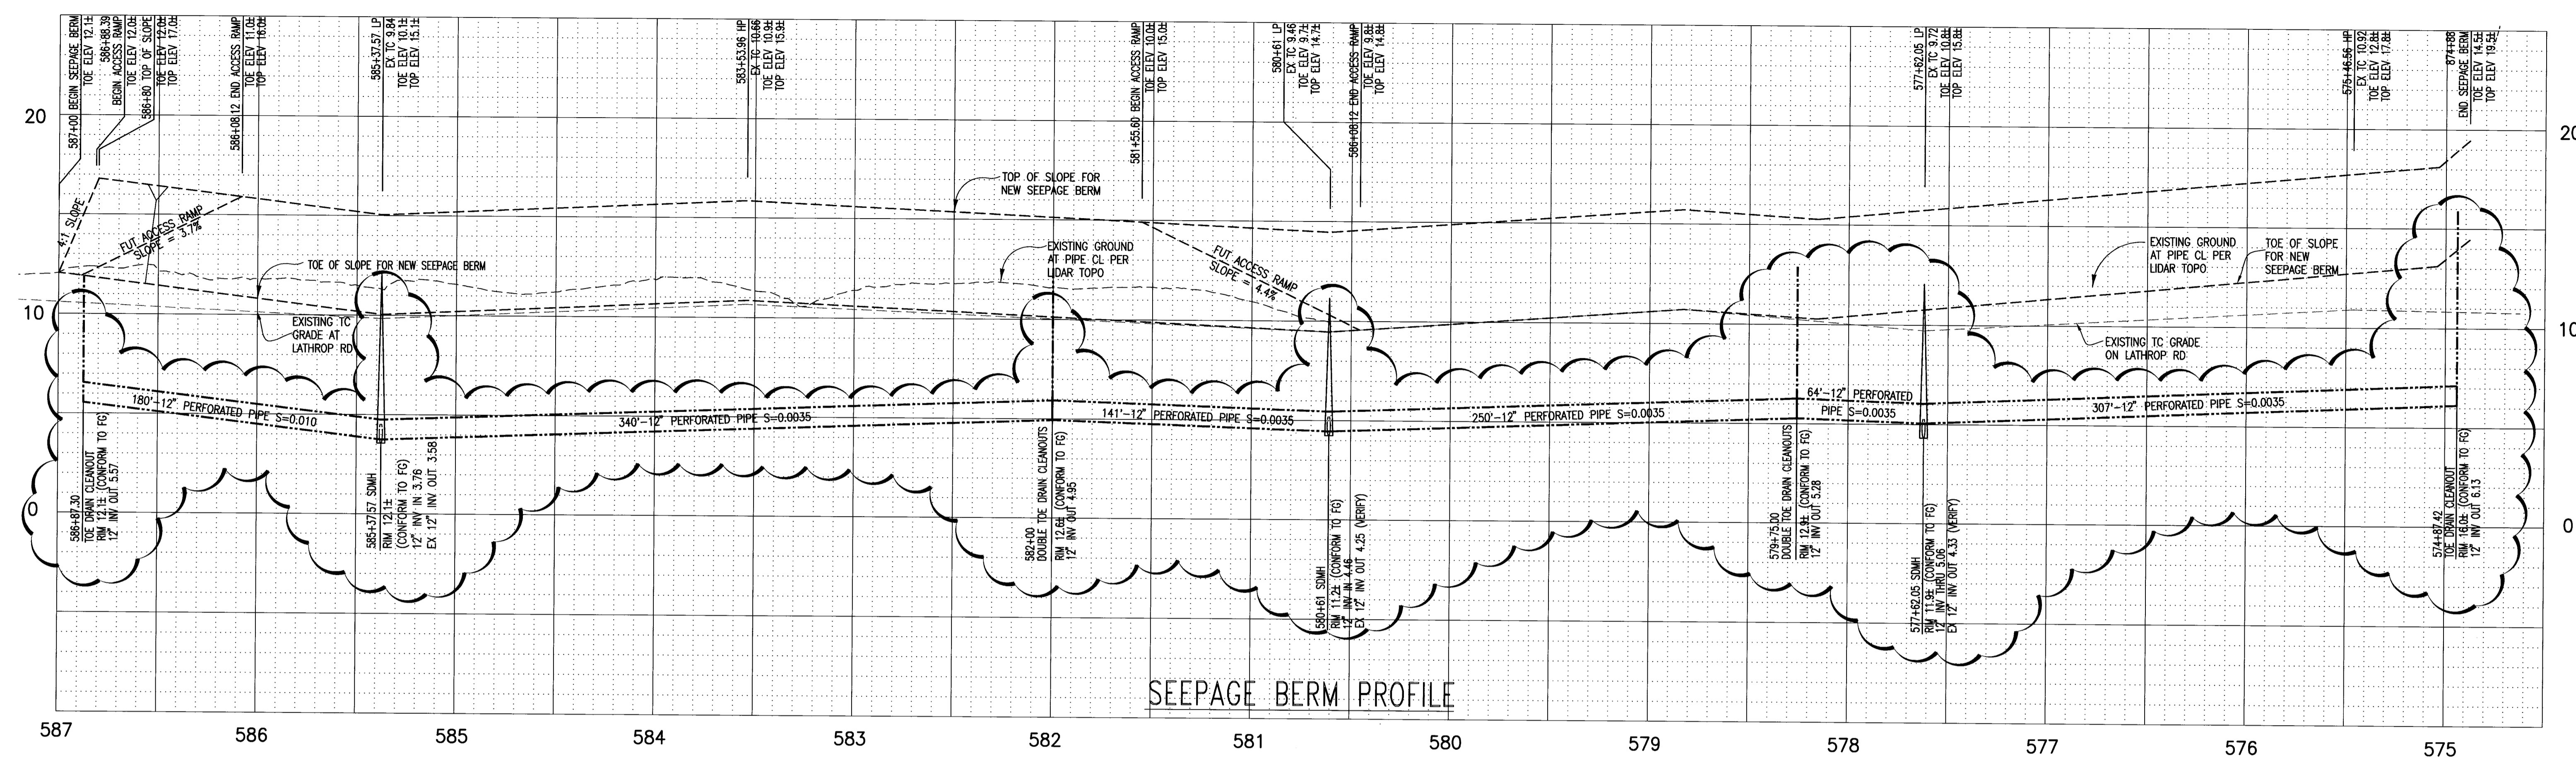 587+00 BEGIN SEEPAGE BERM
TOE ELEV 12.1±
586+88.39
BEGIN ACCESS RAMP
TOE ELEV 12.0±
586+80 TOP OF SLOPE
TOE ELEV 12.0±
TOP ELEV 17.0±
586+08.12 END ACCESS RAMP
TOE ELEV 11.0±
TOP ELEV 16.0±
585+37.57 LP
EX TC 9.84
TOE ELEV 10.1±
TOP ELEV 15.1±
583+53.96 HP
EX TC 10.66
TOE ELEV 10.9±
TOP ELEV 15.9±
581+55.60 BEGIN ACCESS RAMP
TOE ELEV 10.0±
TOP ELEV 15.0±
580+61 LP
EX TC 9.46
TOE ELEV 9.7±
TOP ELEV 14.7±
586+08.12 END ACCESS RAMP
TOE ELEV 9.8±
TOP ELEV 14.8±
577+62.05 LP
EX TC 9.72
TOE ELEV 10.8±
TOP ELEV 15.8±
575+46.56 HP
EX TC 10.92
TOE ELEV 12.8±
TOP ELEV 17.8±
874+88
END SEEPAGE BERM
TOE ELEV 14.5±
TOP ELEV 19.5±
20
20
4:1 SLOPE
FUT ACCESS RAMP
SLOPE = 3.7%
TOP OF SLOPE FOR
NEW SEEPAGE BERM
TOE OF SLOPE FOR NEW SEEPAGE BERM
EXISTING GROUND
AT PIPE CL PER
LIDAR TOPO
FUT ACCESS RAMP
SLOPE = 4.4%
EXISTING GROUND
AT PIPE CL PER
LIDAR TOPO
TOE OF SLOPE
FOR NEW
SEEPAGE BERM
10
10
EXISTING TC
GRADE AT
LATHROP RD
EXISTING TC GRADE
ON LATHROP RD
180'-12" PERFORATED PIPE S=0.010
340'-12" PERFORATED PIPE S=0.0035
141'-12" PERFORATED PIPE S=0.0035
250'-12" PERFORATED PIPE S=0.0035
64'-12" PERFORATED
PIPE S=0.0035
307'-12" PERFORATED PIPE S=0.0035
0
0
586+87.30
TOE DRAIN CLEANOUT
RIM 12.1± (CONFORM TO FG)
12" INV OUT 5.57
585+37.57 SDMH
RIM 12.1±
(CONFORM TO FG)
12" INV IN 3.76
EX 12" INV OUT 3.58
582+00
DOUBLE TOE DRAIN CLEANOUTS
RIM 12.6± (CONFORM TO FG)
12" INV OUT 4.95
580+61 SDMH
RIM 11.2± (CONFORM TO FG)
12" INV IN 4.46
EX 12" INV OUT 4.25 (VERIFY)
579+75.00
DOUBLE TOE DRAIN CLEANOUTS
RIM 12.9± (CONFORM TO FG)
12" INV OUT 5.28
577+62.05 SDMH
RIM 11.9± (CONFORM TO FG)
12" INV THRU 5.06
EX 12" INV OUT 4.33 (VERIFY)
574+87.42
TOE DRAIN CLEANOUT
RIM 16.0± (CONFORM TO FG)
12" INV OUT 6.13
SEEPAGE BERM PROFILE
587
586
585
584
583
582
581
580
579
578
577
576
575